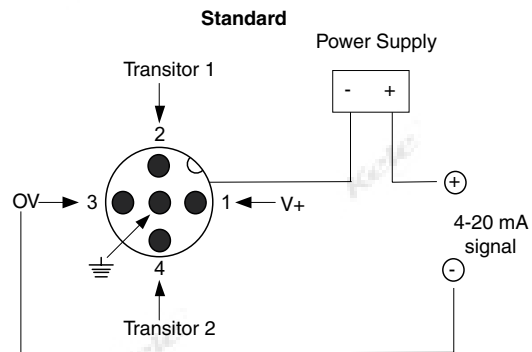 Standard
Power Supply
- +
Transitor 1
2
OV 3 1 V+
+
4-20 mA
signal
-
4
Transitor 2